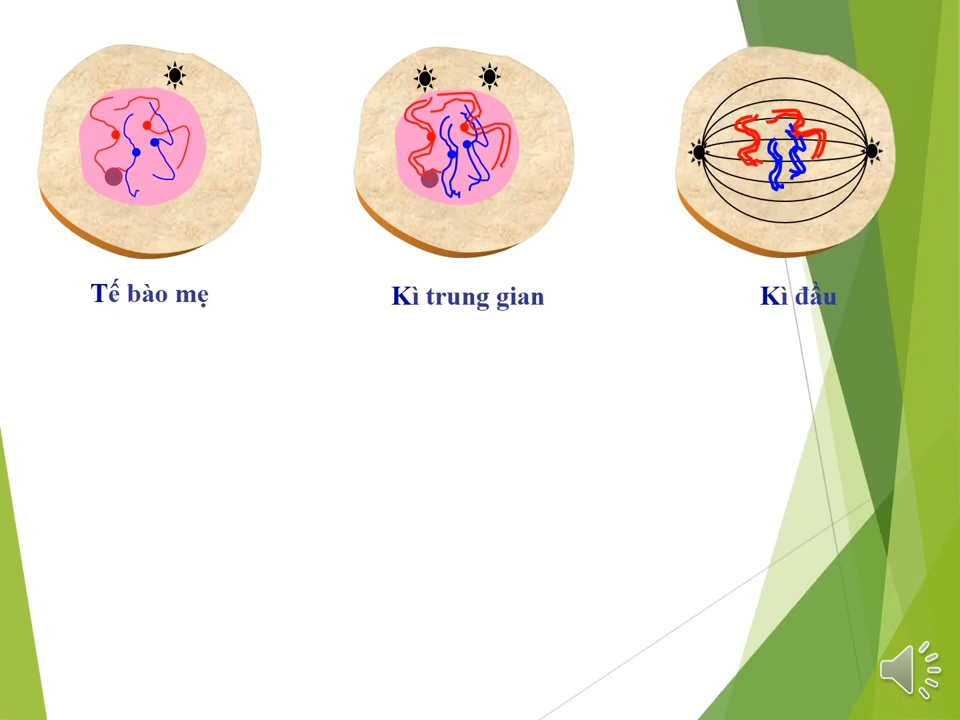 Tế bào mẹ
Kì trung gian
Kì đầu